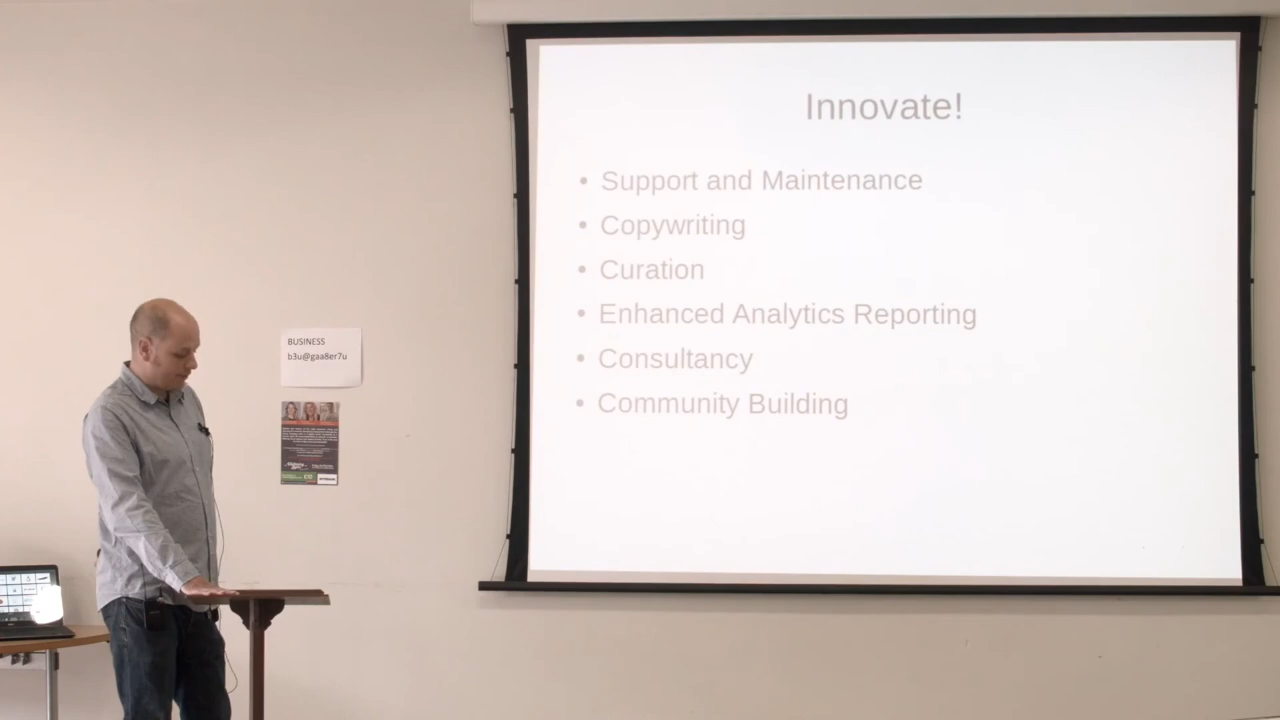 Innovate!
• Support and Maintenance
• Copywriting
• Curation
• Enhanced Analytics Reporting
• Consultancy
• Community Building
BUSINESS
b3u@gaa8er7u